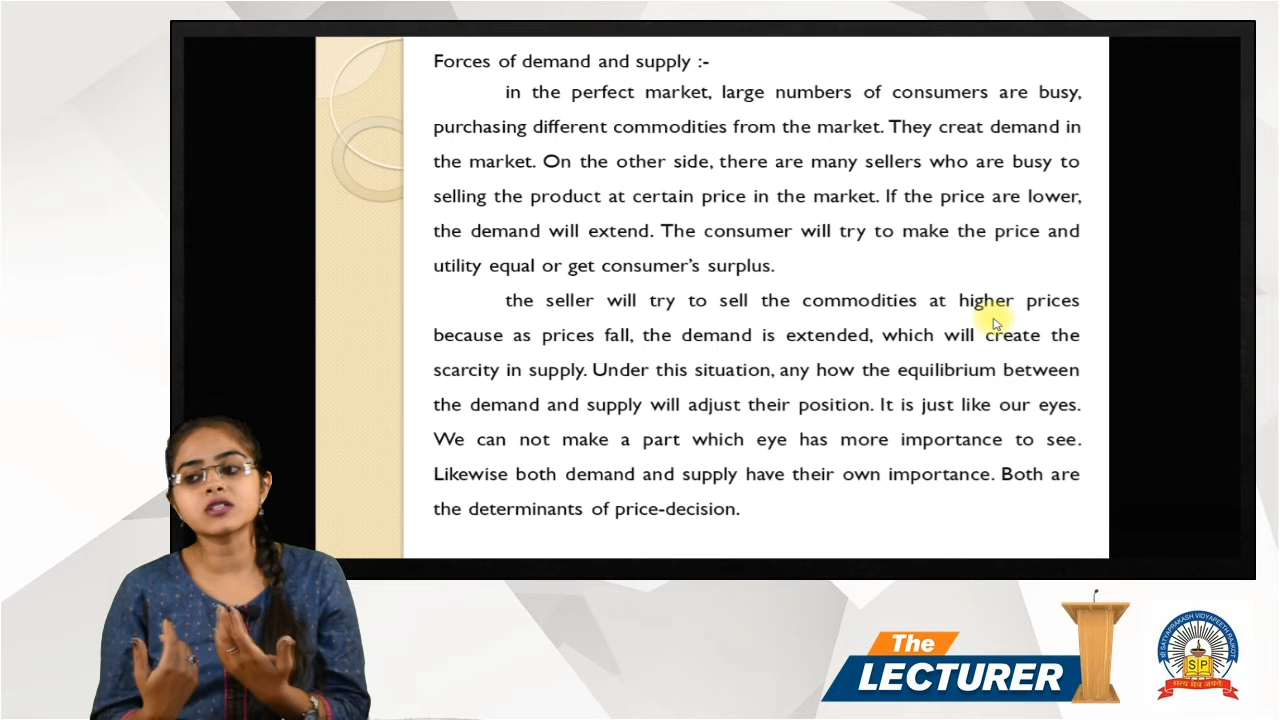 Forces of demand and supply :-
in the perfect market, large numbers of consumers are busy,
purchasing different commodities from the market. They creat demand in
the market. On the other side, there are many sellers who are busy to
selling the product at certain price in the market. If the price are lower,
the demand will extend. The consumer will try to make the price and
utility equal or get consumer’s surplus.
the seller will try to sell the commodities at higher prices
because as prices fall, the demand is extended, which will create the
scarcity in supply. Under this situation, any how the equilibrium between
the demand and supply will adjust their position. It is just like our eyes.
We can not make a part which eye has more importance to see.
Likewise both demand and supply have their own importance. Both are
the determinants of price-decision.
The
LECTURER
SATYAPRAKASH VIDYAPEETH RAJKOT
SP
सत्य मेव जयते